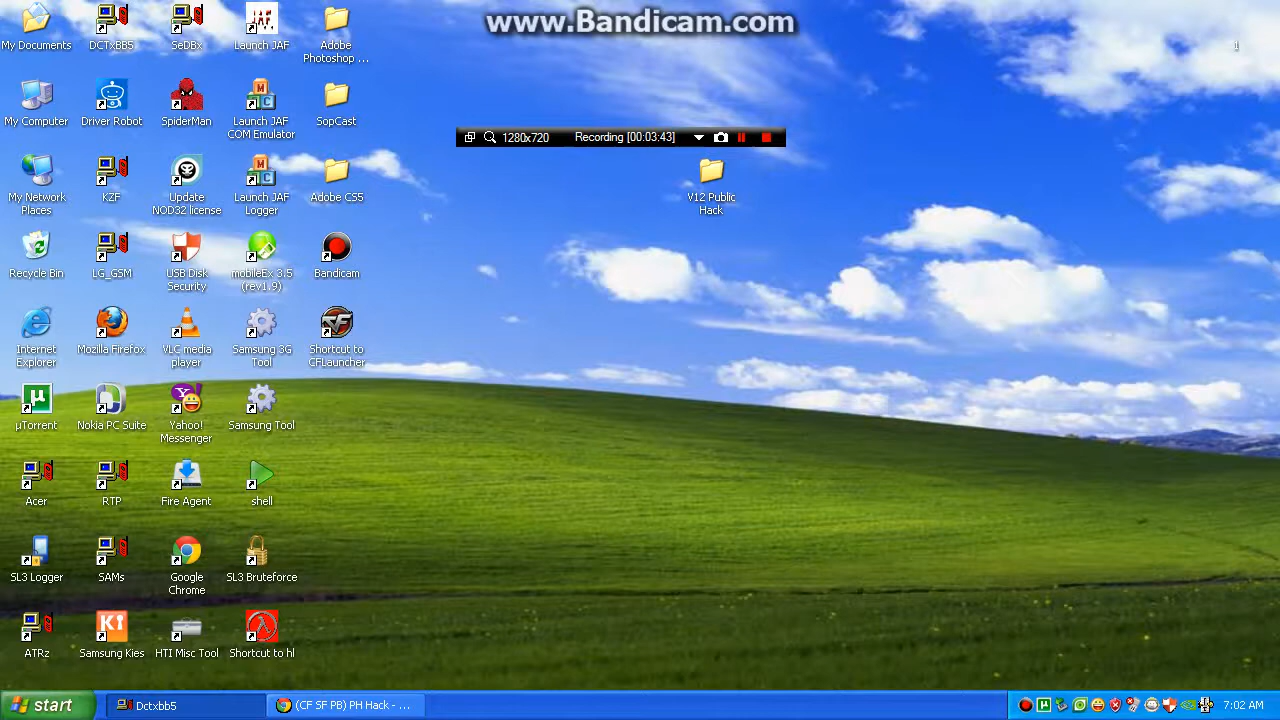 www.Bandicam.com
1
1280x720 Recording [00:03:43]
My Documents
DCTxBB5
SeDBx
Launch JAF
Adobe
Photoshop ...
My Computer
Driver Robot
SpiderMan
Launch JAF
COM Emulator
SopCast
My Network
Places
KZF
Update
NOD32 license
Launch JAF
Logger
Adobe CS5
V12 Public
Hack
Recycle Bin
LG_GSM
USB Disk
Security
mobileEx 3.5
(rev1.9)
Bandicam
Internet
Explorer
Mozilla Firefox
VLC media
player
Samsung 3G
Tool
Shortcut to
CFLauncher
µTorrent
Nokia PC Suite
Yahoo!
Messenger
Samsung Tool
Acer
RTP
Fire Agent
shell
SL3 Logger
SAMs
Google
Chrome
SL3 Bruteforce
ATRz
Samsung Kies
HTI Misc Tool
Shortcut to hl
start
Dctxbb5
(CF SF PB) PH Hack - ...
7:02 AM